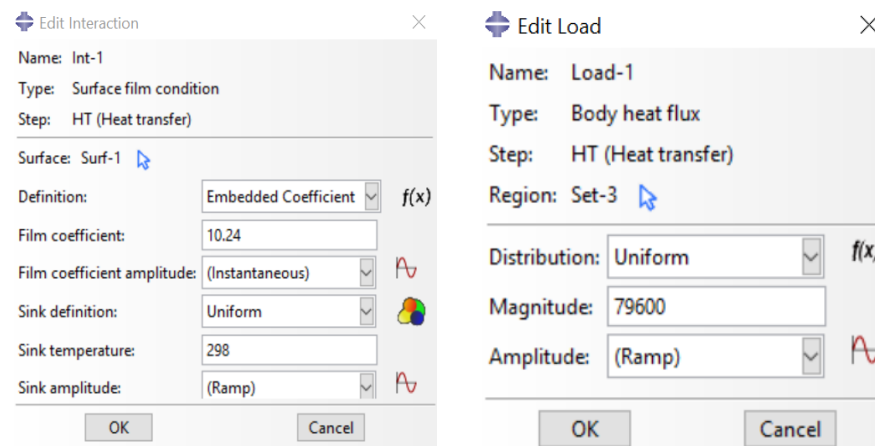 Edit Interaction
Name: Int-1
Type: Surface film condition
Step: HT (Heat transfer)
Surface: Surf-1
Definition: Embedded Coefficient f(x)
Film coefficient: 10.24
Film coefficient amplitude: (Instantaneous)
Sink definition: Uniform
Sink temperature: 298
Sink amplitude: (Ramp)
OK Cancel
Edit Load
Name: Load-1
Type: Body heat flux
Step: HT (Heat transfer)
Region: Set-3
Distribution: Uniform f(x)
Magnitude: 79600
Amplitude: (Ramp)
OK Cancel